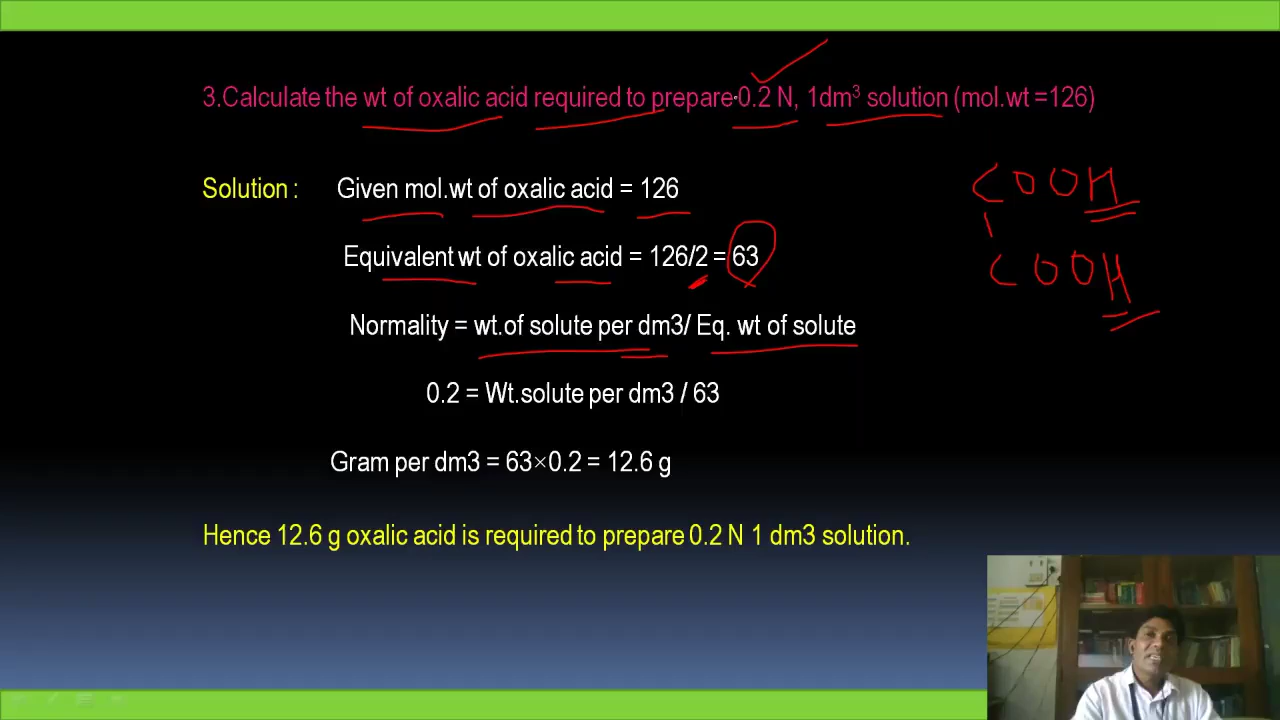 3.Calculate the wt of oxalic acid required to prepare 0.2 N, 1dm³ solution (mol.wt =126)
Solution : Given mol.wt of oxalic acid = 126
COOH
Equivalent wt of oxalic acid = 126/2 = 63
COOH
Normality = wt.of solute per dm3/ Eq. wt of solute
0.2 = Wt.solute per dm3 / 63
Gram per dm3 = 63×0.2 = 12.6 g
Hence 12.6 g oxalic acid is required to prepare 0.2 N 1 dm3 solution.